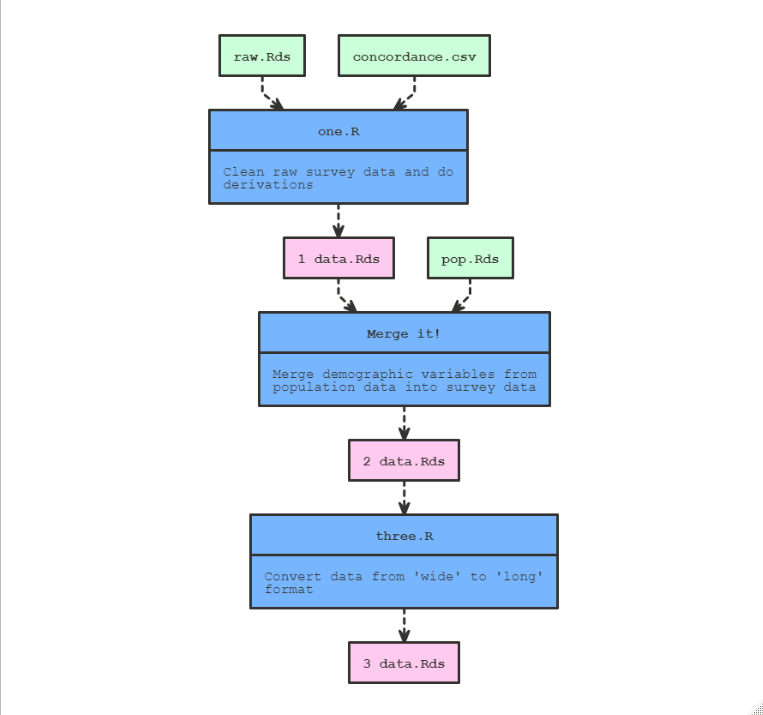 raw.Rds
concordance.csv
one.R
Clean raw survey data and do
derivations
1 data.Rds
pop.Rds
Merge it!
Merge demographic variables from
population data into survey data
2 data.Rds
three.R
Convert data from 'wide' to 'long'
format
3 data.Rds